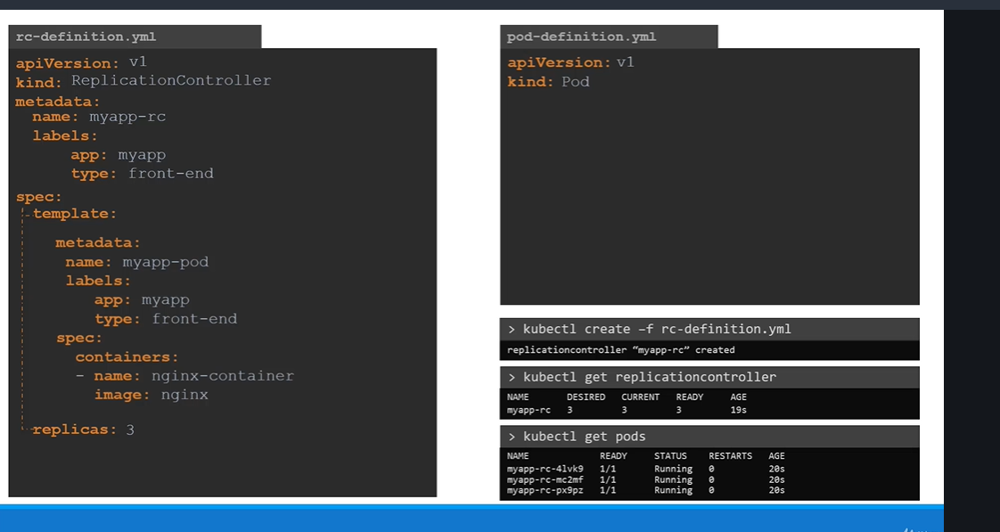 rc-definition.yml
apiVersion: v1
kind: ReplicationController
metadata:
name: myapp-rc
labels:
app: myapp
type: front-end
spec:
template:
metadata:
name: myapp-pod
labels:
app: myapp
type: front-end
spec:
containers:
- name: nginx-container
image: nginx
replicas: 3
pod-definition.yml
apiVersion: v1
kind: Pod
> kubectl create –f rc-definition.yml
replicationcontroller “myapp-rc” created
> kubectl get replicationcontroller
NAME DESIRED CURRENT READY AGE
myapp-rc 3 3 3 19s
> kubectl get pods
NAME READY STATUS RESTARTS AGE
myapp-rc-4lvk9 1/1 Running 0 20s
myapp-rc-mc2mf 1/1 Running 0 20s
myapp-rc-px9pz 1/1 Running 0 20s